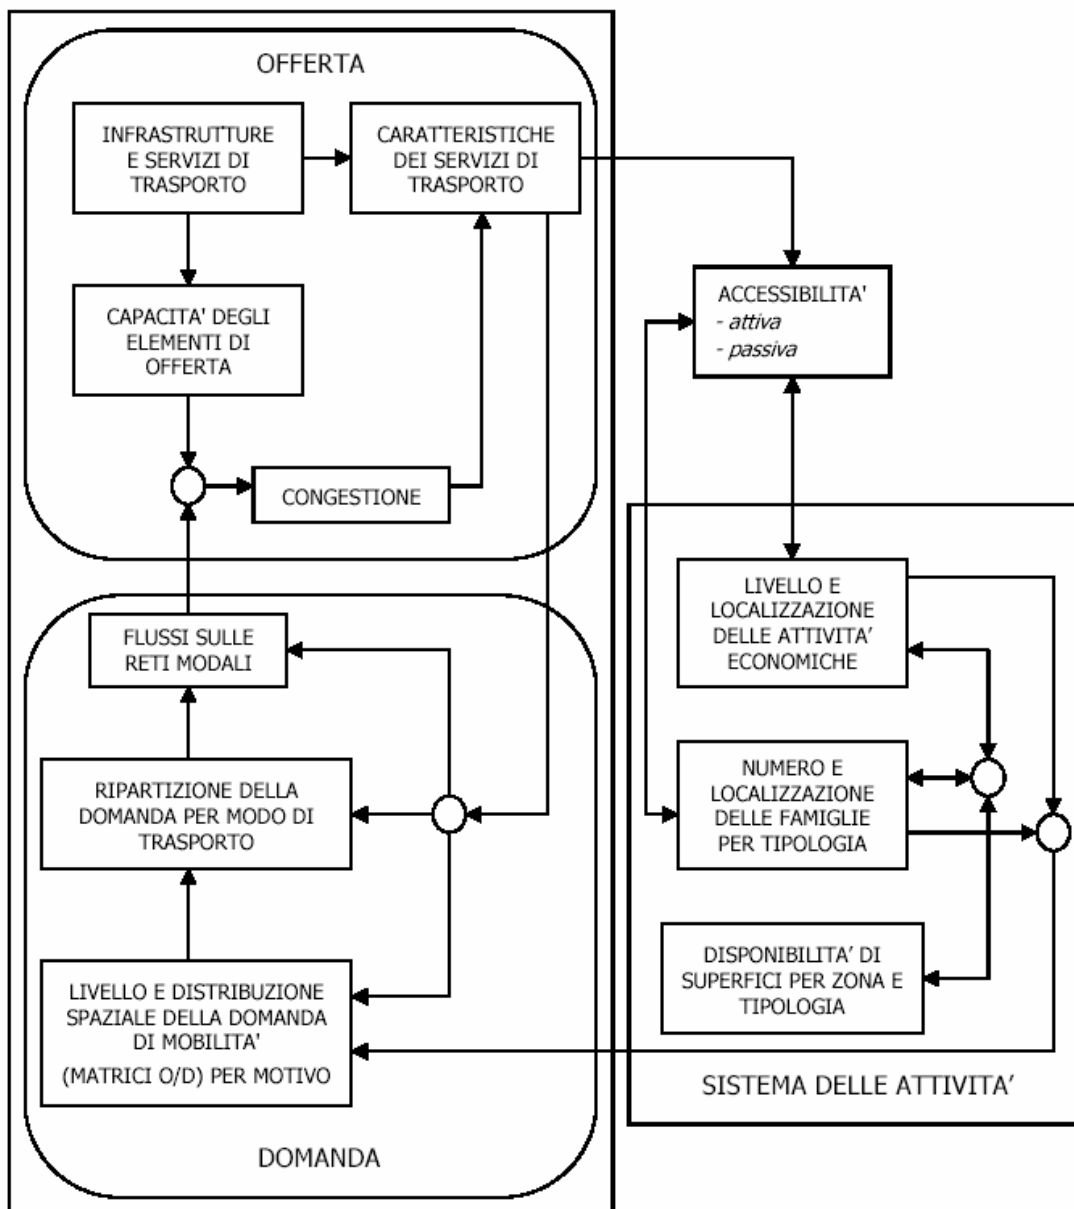 OFFERTA
INFRASTRUTTURE
E SERVIZI DI
TRASPORTO
CARATTERISTICHE
DEI SERVIZI DI
TRASPORTO
CAPACITA' DEGLI
ELEMENTI DI
OFFERTA
CONGESTIONE
ACCESSIBILITA'
- attiva
- passiva
FLUSSI SULLE
RETI MODALI
RIPARTIZIONE DELLA
DOMANDA PER MODO DI
TRASPORTO
LIVELLO E DISTRIBUZIONE
SPAZIALE DELLA DOMANDA
DI MOBILITA'
(MATRICI O/D) PER MOTIVO
DOMANDA
LIVELLO E
LOCALIZZAZIONE
DELLE ATTIVITA’
ECONOMICHE
NUMERO E
LOCALIZZAZIONE
DELLE FAMIGLIE
PER TIPOLOGIA
DISPONIBILITA’ DI
SUPERFICI PER ZONA E
TIPOLOGIA
SISTEMA DELLE ATTIVITA’